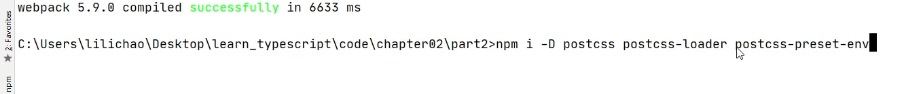 webpack 5.9.0 compiled successfully in 6633 ms
C:\Users\lilichao\Desktop\learn_typescript\code\chapter02\part2>npm i -D postcss postcss-loader postcss-preset-env
2: Favorites
npm